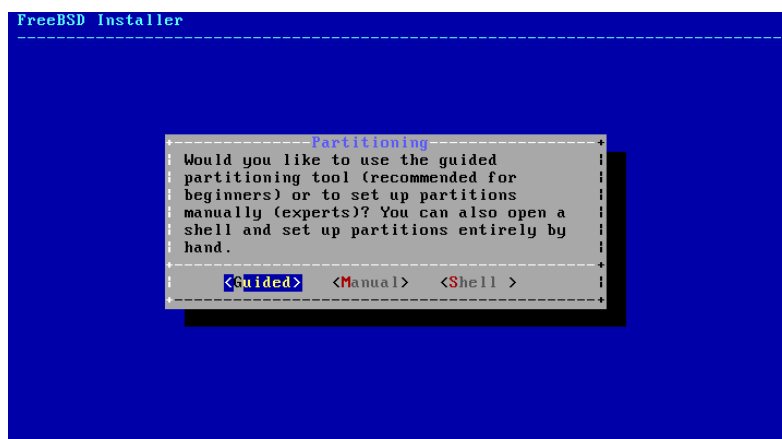 FreeBSD Installer
Partitioning
Would you like to use the guided
partitioning tool (recommended for
beginners) or to set up partitions
manually (experts)? You can also open a
shell and set up partitions entirely by
hand.
<Guided> <Manual> <Shell >